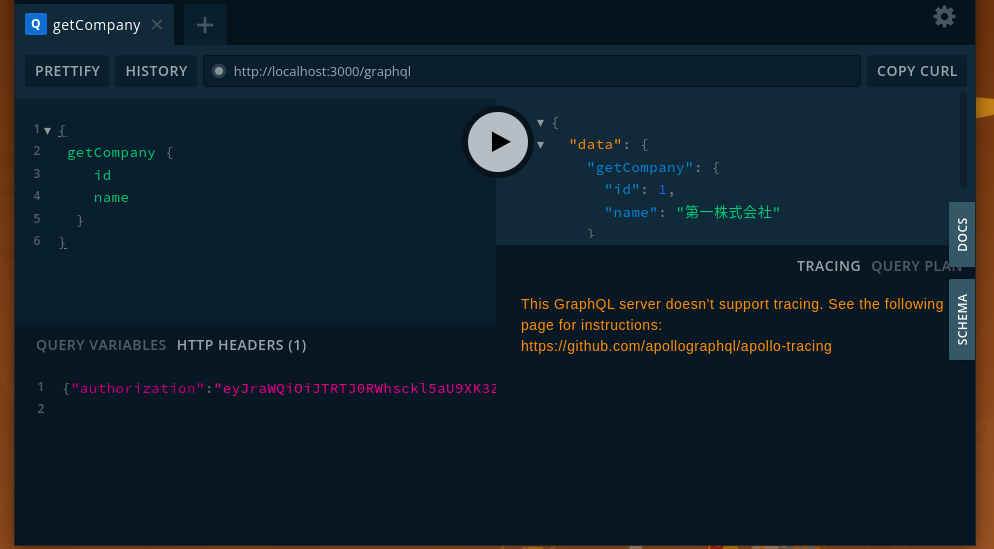 Q getCompany × +
PRETTIFY HISTORY http://localhost:3000/graphql COPY CURL
1 {
2 getCompany {
3 id
4 name
5 }
6 }
{
"data": {
"getCompany": {
"id": 1,
"name": "第一株式会社"
}
DOCS
SCHEMA
TRACING QUERY PLAN
This GraphQL server doesn't support tracing. See the following
page for instructions:
https://github.com/apollographql/apollo-tracing
QUERY VARIABLES HTTP HEADERS (1)
1 {"authorization":"eyJraWQiOiJTRTJ0RWhsckl5aU9XK3Z
2